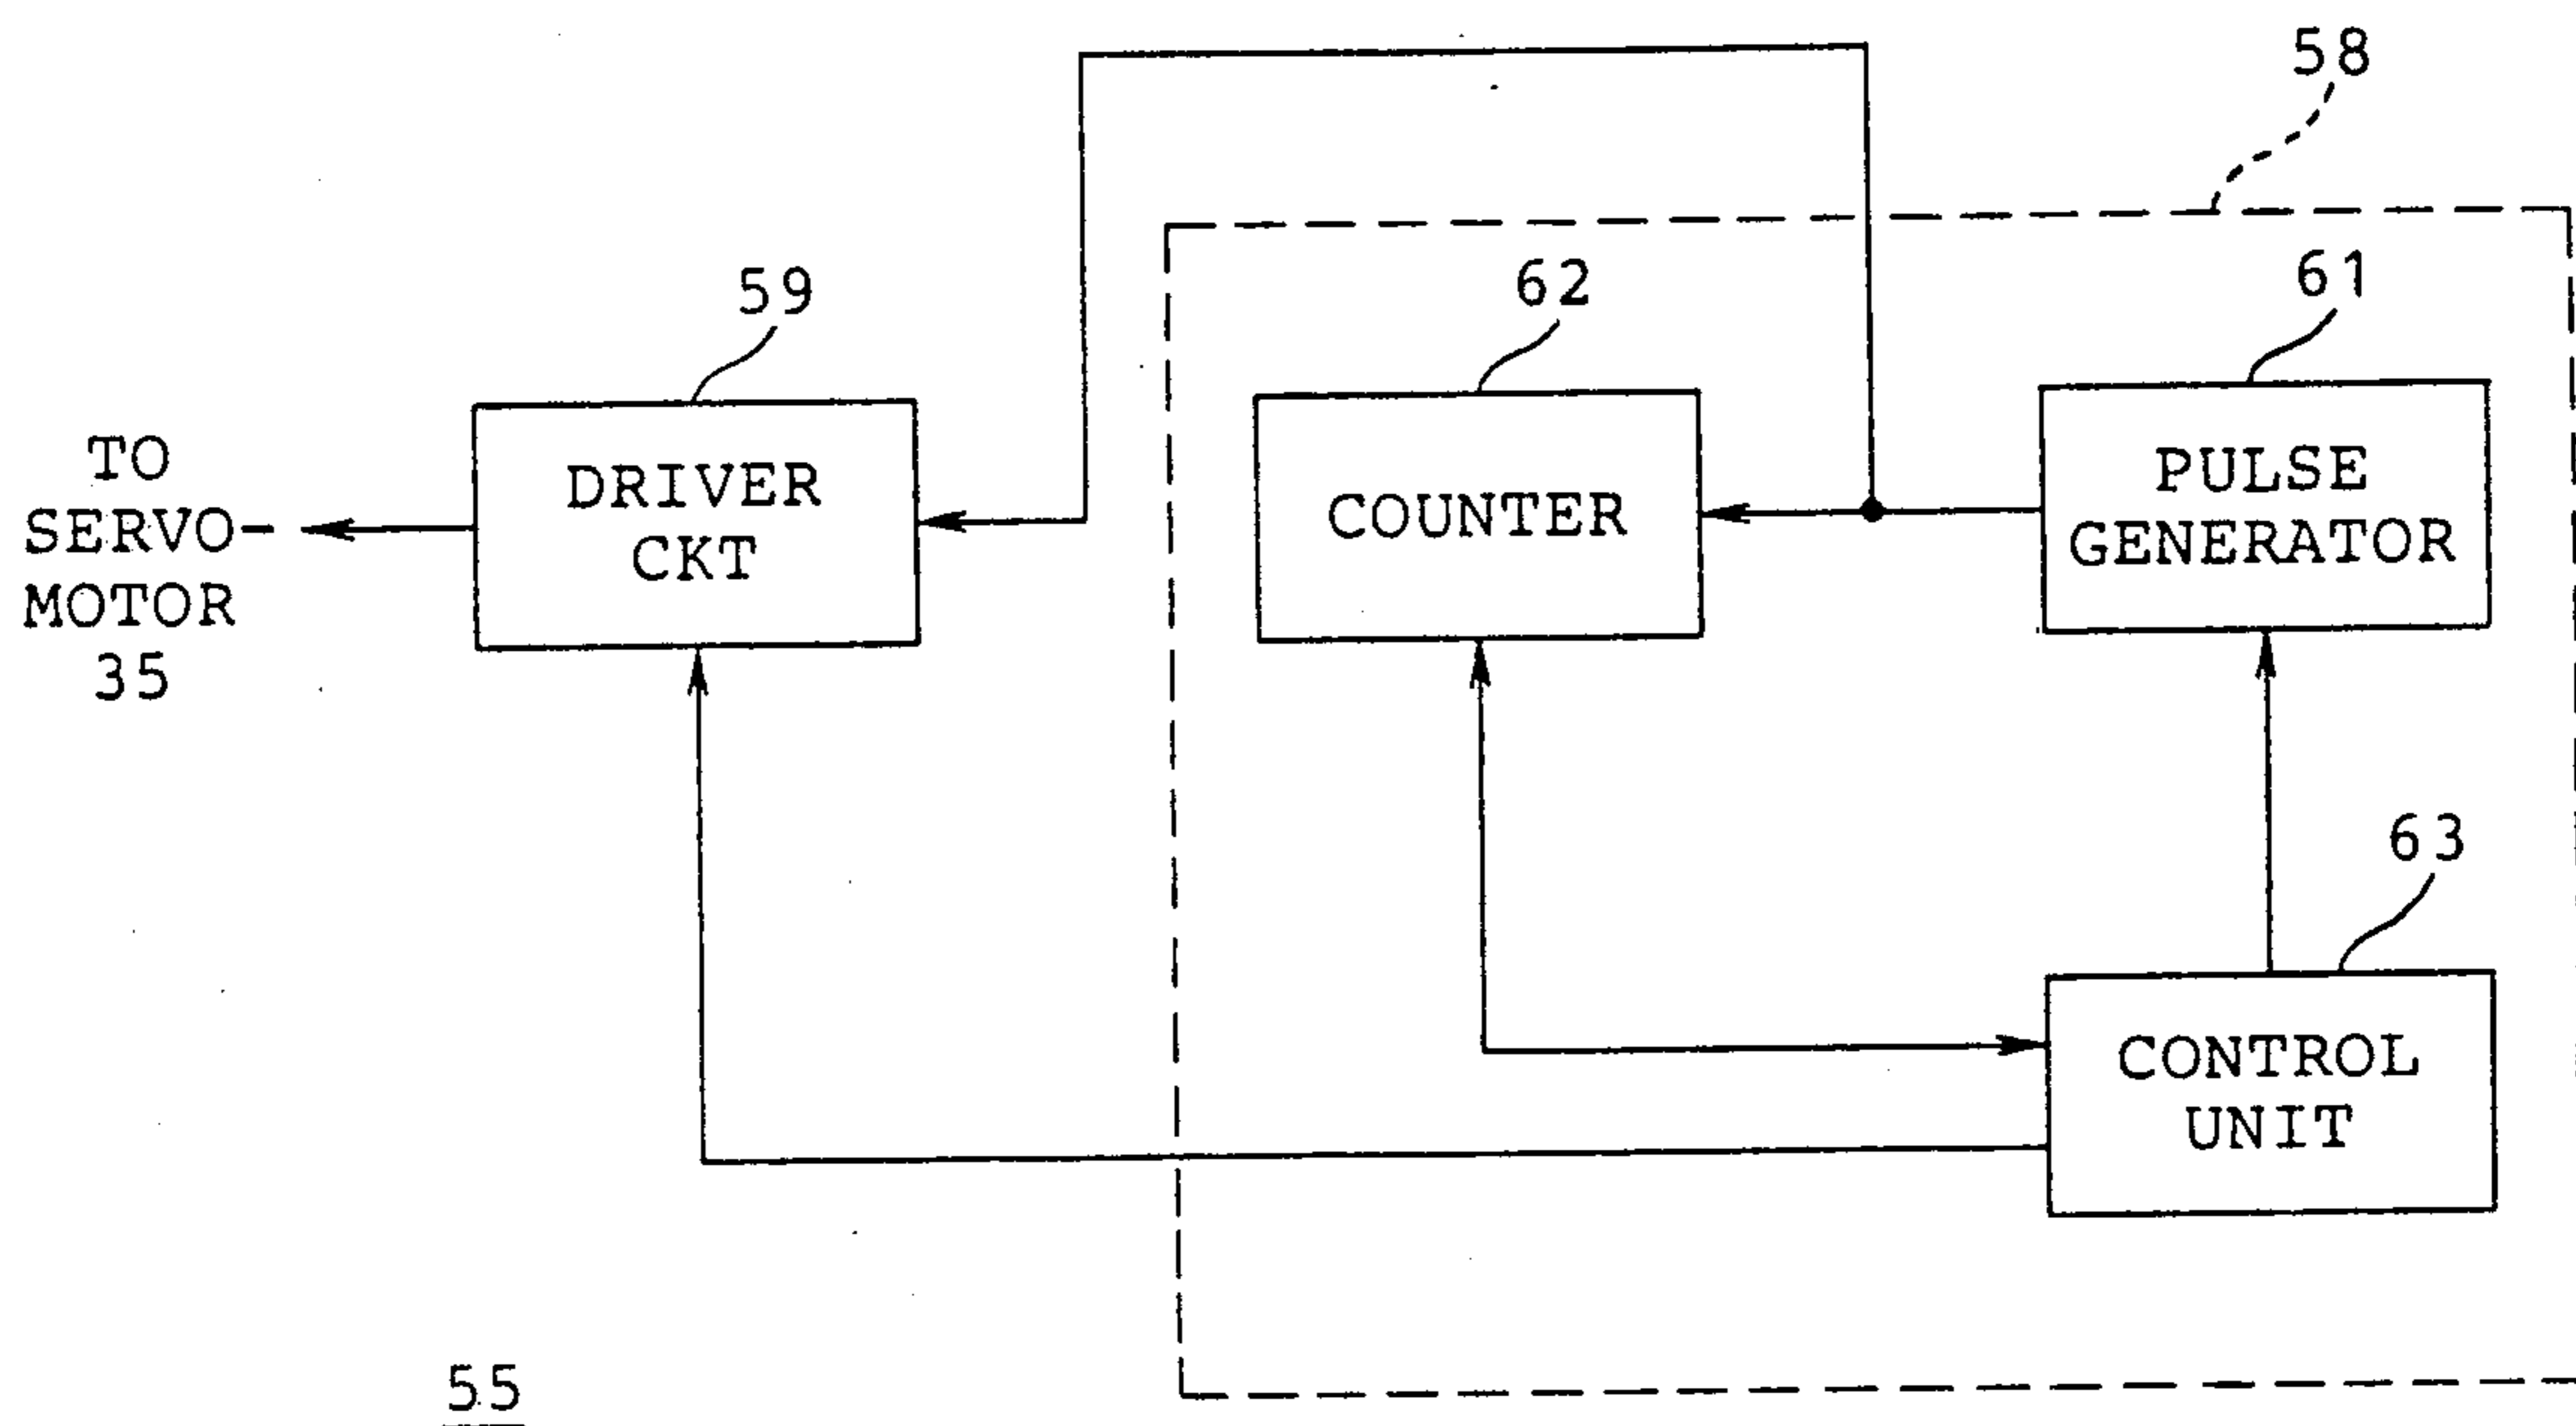 58
59
62
61
TO
SERVO-
MOTOR
35
DRIVER
CKT
COUNTER
PULSE
GENERATOR
63
CONTROL
UNIT
55